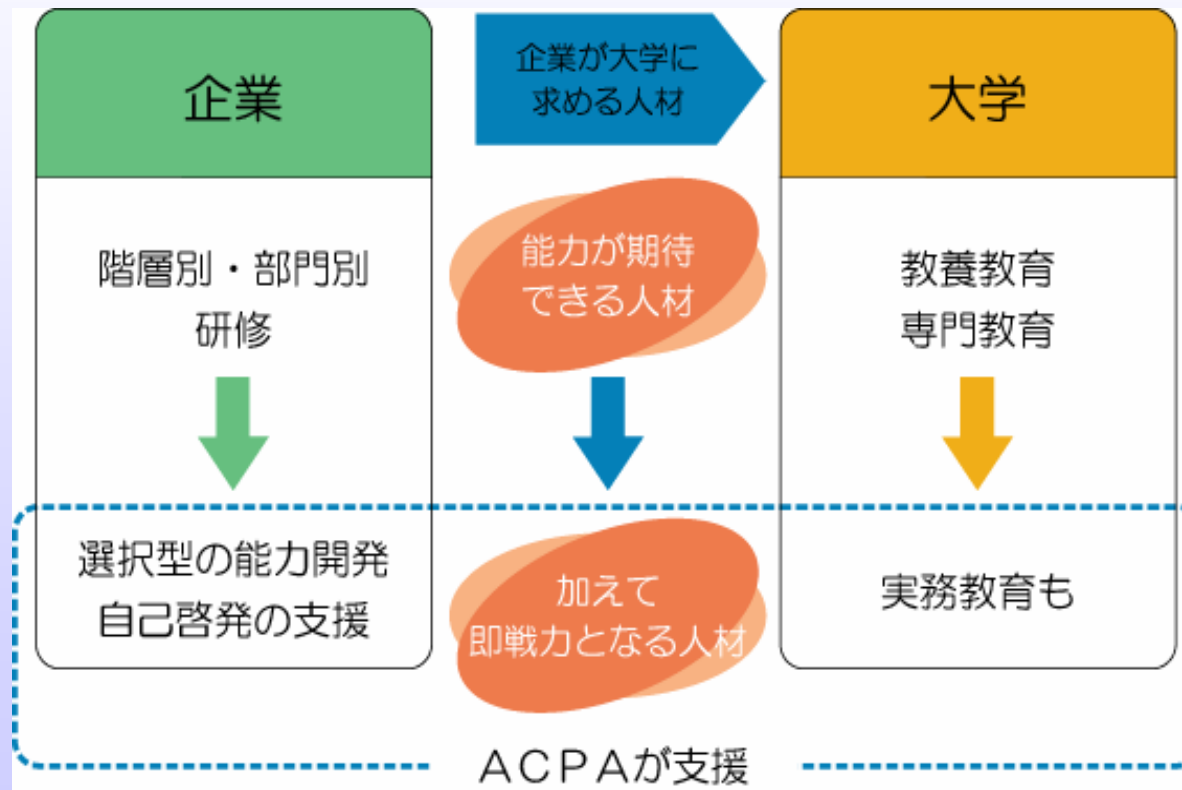 企業
企業が大学に
求める人材
大学
階層別・部門別
研修
能力が期待
できる人材
教養教育
専門教育
選択型の能力開発
自己啓発の支援
加えて
即戦力となる人材
実務教育も
ＡＣＰＡが支援